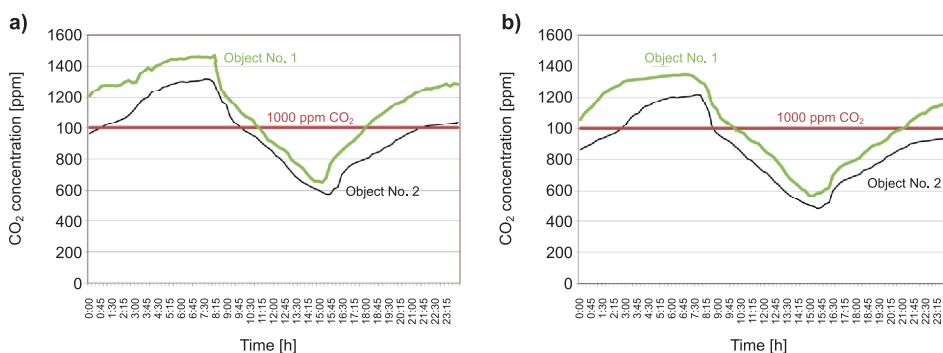 a)
CO₂ concentration [ppm]
1600
1400
1200
100
800
600
400
200
0
Object No. 1
1000 ppm CO₂
Object No. 2
0:00 0:45 1:30 2:15 3:00 3:45 4:30 5:15 6:00 6:45 7:30 8:15 9:00 9:45 10:30 11:15 12:00 12:45 13:30 14:15 15:00 15:45 16:30 17:15 18:00 18:45 19:30 20:15 21:00 21:45 22:30 23:15
Time [h]
b)
CO₂ concentration [ppm]
1600
1400
1200
100
800
600
400
200
0
Object No. 1
1000 ppm CO₂
Object No. 2
0:00 0:45 1:30 2:15 3:00 3:45 4:30 5:15 6:00 6:45 7:30 8:15 9:00 9:45 10:30 11:15 12:00 12:45 13:30 14:15 15:00 15:45 16:30 17:15 18:00 18:45 19:30 20:15 21:00 21:45 22:30 23:15
Time [h]